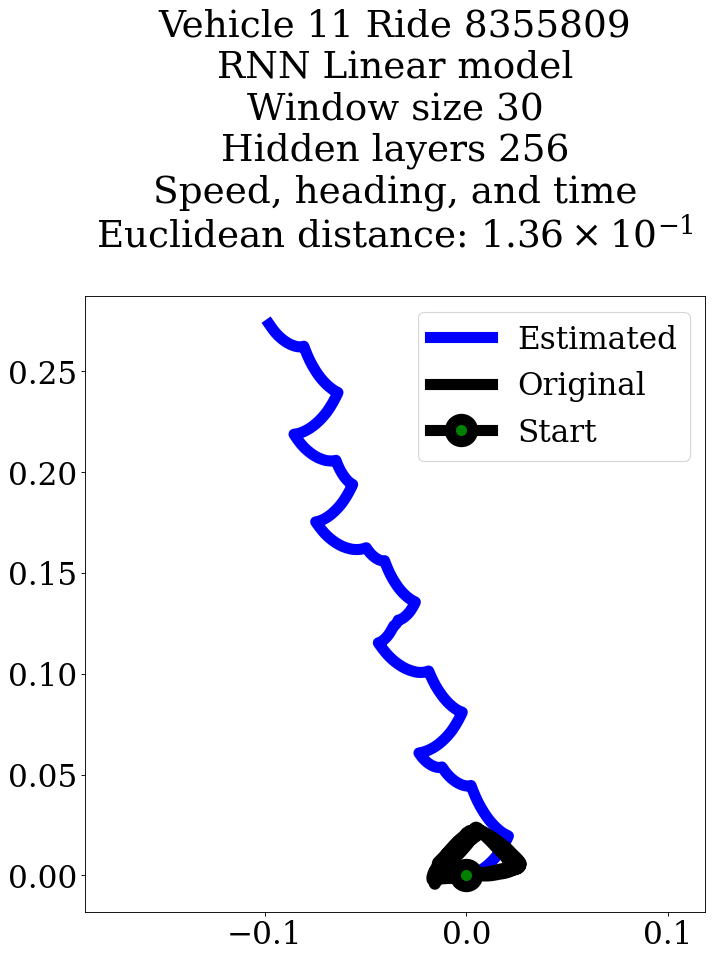 Vehicle 11 Ride 8355809
RNN Linear model
Window size 30
Hidden layers 256
Speed, heading, and time
Euclidean distance: 1.36 × 10⁻¹
Estimated
Original
Start
0.25
0.20
0.15
0.10
0.05
0.00
−0.1
0.0
0.1